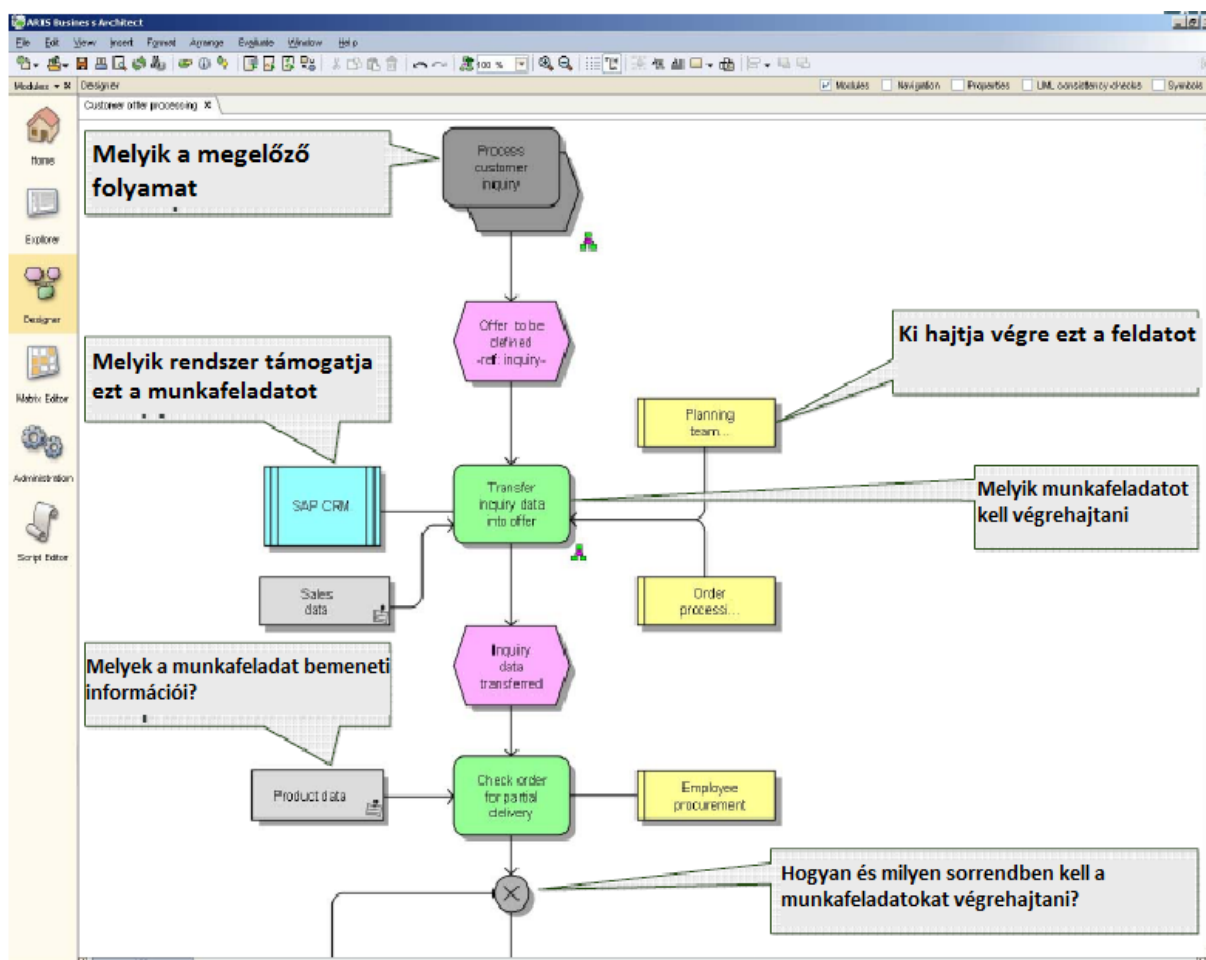 ARIS Business Architect
File Edit View Insert Format Arrange Evaluate Window Help
100 %
Modules Designer Modules Navigation Properties UML consistency checks Symbols
Customer offer processing
Home
Explorer
Designer
Matrix Editor
Administration
Script Editor
Melyik a megelőző
folyamat
Process
customer
inquiry
Offer to be
defined
-ref: inquiry-
Ki hajtja végre ezt a feldatot
Melyik rendszer támogatja
ezt a munkafeladatot
Planning
team...
SAP CRM
Transfer
inquiry data
into offer
Melyik munkafeladatot
kell végrehajtani
Sales
data
Order
processi...
Melyek a munkafeladat bemeneti
információi?
Inquiry
data
transferred
Product data
Check order
for partial
delivery
Employee
procurement
Hogyan és milyen sorrendben kell a
munkafeladatokat végrehajtani?